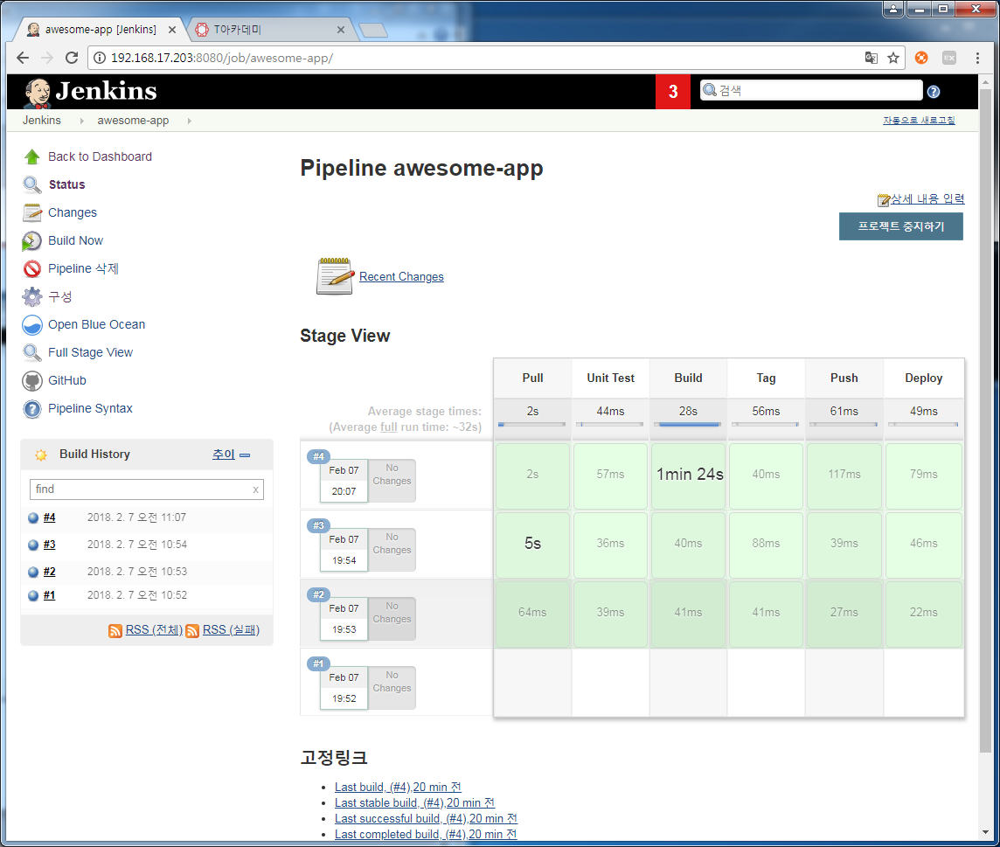 awesome-app [Jenkins]
T아카데미
192.168.17.203:8080/job/awesome-app/
Jenkins
3
검색
Jenkins
awesome-app
자동으로 새로고침
Back to Dashboard
Status
Changes
Build Now
Pipeline 삭제
구성
Open Blue Ocean
Full Stage View
GitHub
Pipeline Syntax
Build History
추이
find
x
#4 2018. 2. 7 오전 11:07
#3 2018. 2. 7 오전 10:54
#2 2018. 2. 7 오전 10:53
#1 2018. 2. 7 오전 10:52
RSS (전체) RSS (실패)
Pipeline awesome-app
상세 내용 입력
프로젝트 중지하기
Recent Changes
Stage View
Pull Unit Test Build Tag Push Deploy
Average stage times:
(Average full run time: ~32s)
2s 44ms 28s 56ms 61ms 49ms
#4
Feb 07
20:07
No
Changes
2s 57ms 1min 24s 40ms 117ms 79ms
#3
Feb 07
19:54
No
Changes
5s 36ms 40ms 88ms 39ms 46ms
#2
Feb 07
19:53
No
Changes
64ms 39ms 41ms 41ms 27ms 22ms
#1
Feb 07
19:52
No
Changes
고정링크
Last build, (#4),20 min 전
Last stable build, (#4),20 min 전
Last successful build, (#4),20 min 전
Last completed build, (#4),20 min 전